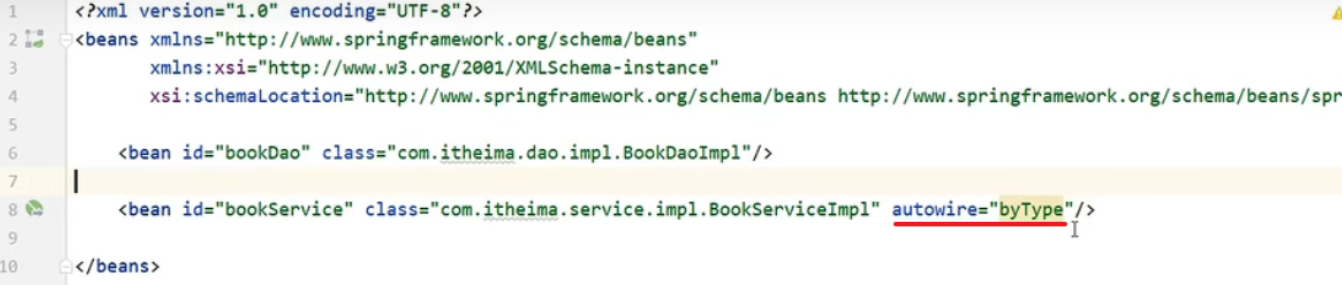 1 <?xml version="1.0" encoding="UTF-8"?>
2 <beans xmlns="http://www.springframework.org/schema/beans"
3 xmlns:xsi="http://www.w3.org/2001/XMLSchema-instance"
4 xsi:schemaLocation="http://www.springframework.org/schema/beans http://www.springframework.org/schema/beans/spr
5
6 <bean id="bookDao" class="com.itheima.dao.impl.BookDaoImpl"/>
7
8 <bean id="bookService" class="com.itheima.service.impl.BookServiceImpl" autowire="byType"/>
9
10 </beans>